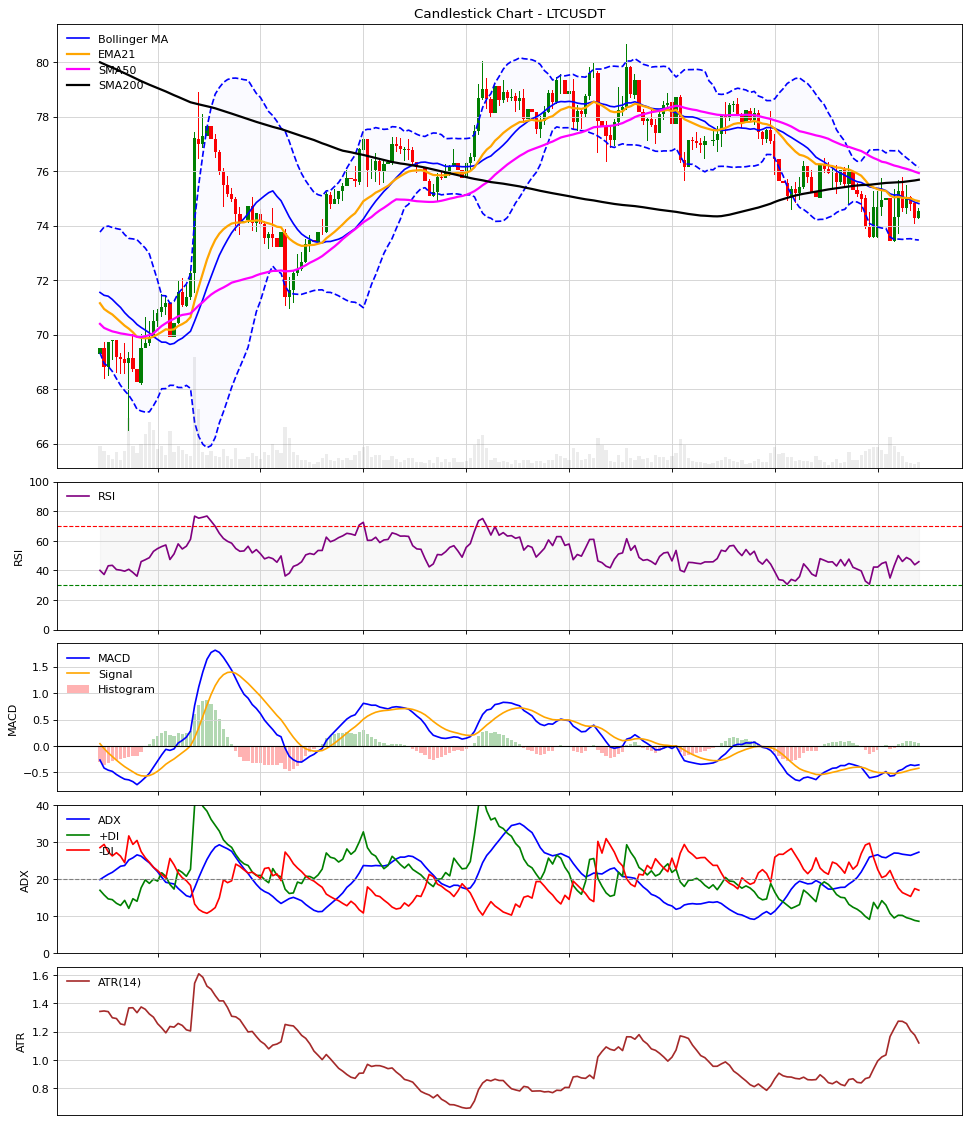 Candlestick Chart - LTCUSDT
Bollinger MA
EMA21
SMA50
SMA200
80
78
76
74
72
70
68
66
100
80
60
40
20
0
RSI
RSI
1.5
1.0
0.5
0.0
−0.5
MACD
MACD
Signal
Histogram
40
30
20
10
0
ADX
ADX
+DI
-DI
1.6
1.4
1.2
1.0
0.8
ATR
ATR(14)